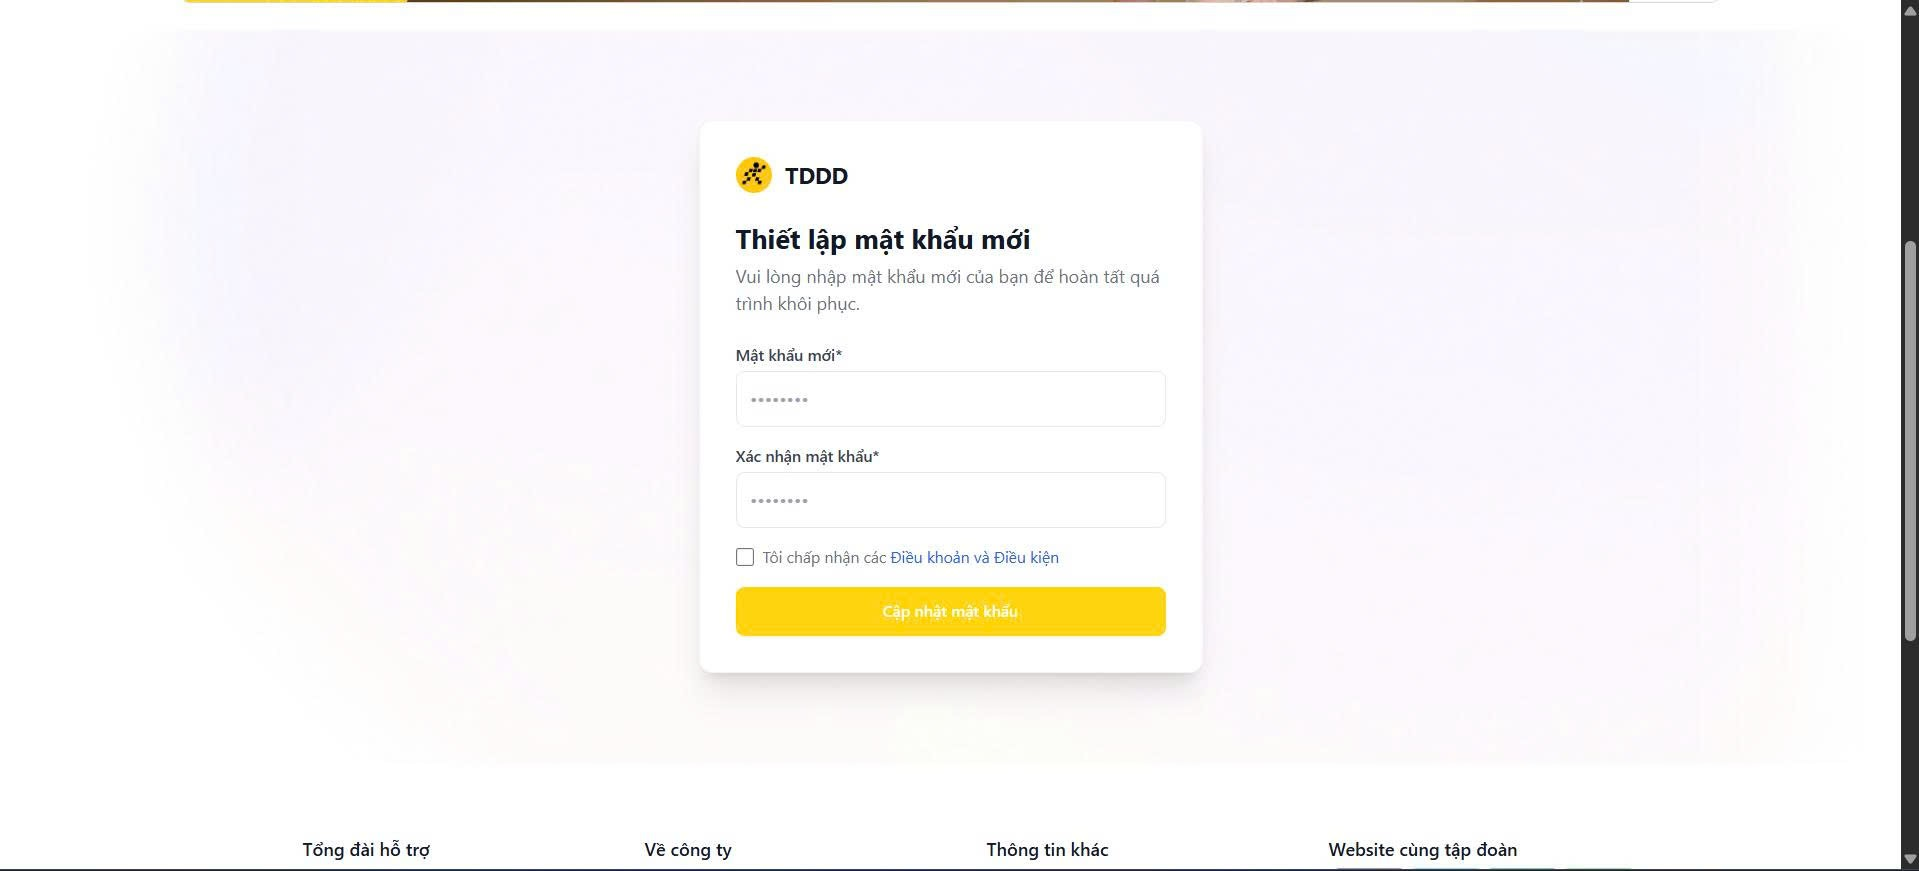 TDDD
Thiết lập mật khẩu mới
Vui lòng nhập mật khẩu mới của bạn để hoàn tất quá
trình khôi phục.
Mật khẩu mới*
••••••••
Xác nhận mật khẩu*
••••••••
Tôi chấp nhận các Điều khoản và Điều kiện
Cập nhật mật khẩu
Tổng đài hỗ trợ
Về công ty
Thông tin khác
Website cùng tập đoàn